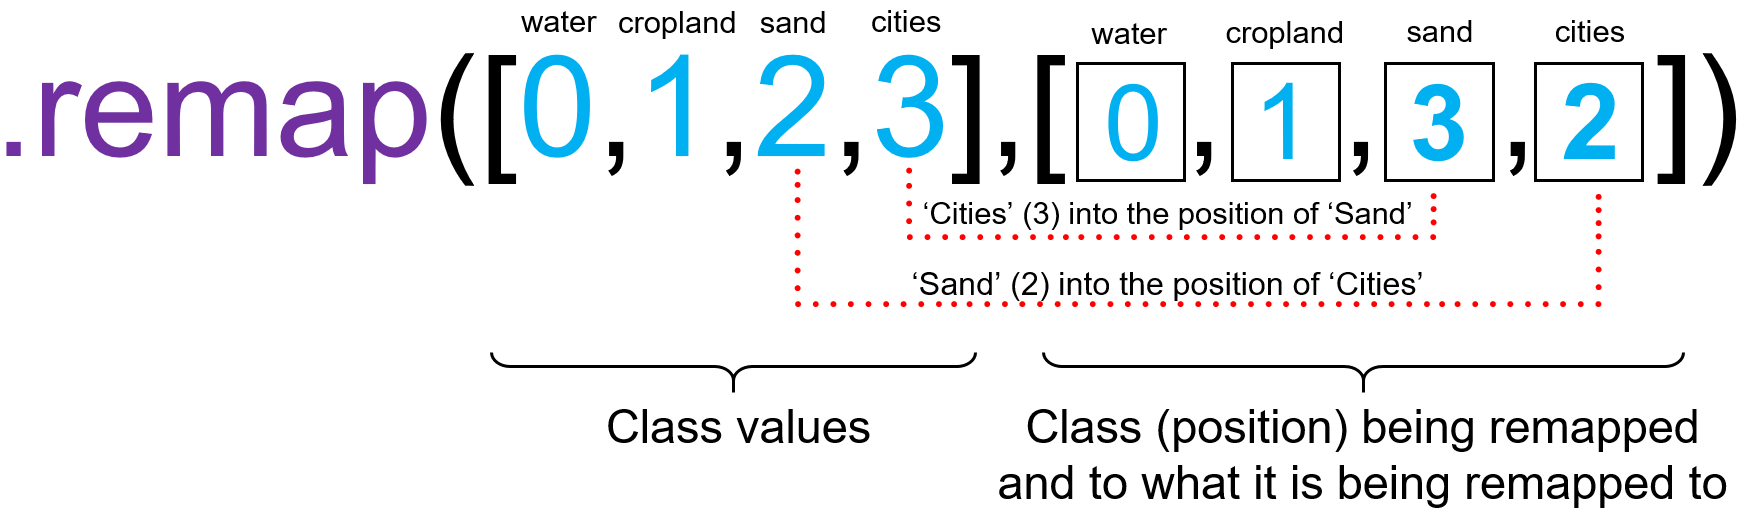 water cropland sand cities
water cropland sand cities
.remap([0,1,2,3],[0,1,3,2])
‘Cities’ (3) into the position of ‘Sand’
‘Sand’ (2) into the position of ‘Cities’
Class values
Class (position) being remapped
and to what it is being remapped to